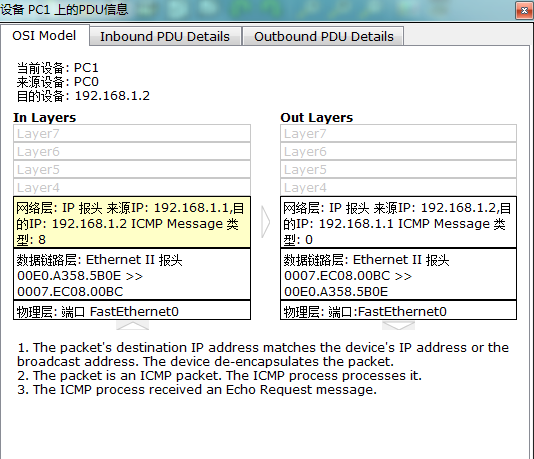 设备 PC1 上的PDU信息
OSI Model
Inbound PDU Details
Outbound PDU Details
当前设备: PC1
来源设备: PC0
目的设备: 192.168.1.2
In Layers
Layer7
Layer6
Layer5
Layer4
网络层: IP 报头 来源IP: 192.168.1.1,目
的IP: 192.168.1.2 ICMP Message 类
型: 8
数据链路层: Ethernet II 报头
00E0.A358.5B0E >>
0007.EC08.00BC
物理层: 端口 FastEthernet0
Out Layers
Layer7
Layer6
Layer5
Layer4
网络层: IP 报头 来源IP: 192.168.1.2,目
的IP: 192.168.1.1 ICMP Message 类
型: 0
数据链路层: Ethernet II 报头
0007.EC08.00BC >>
00E0.A358.5B0E
物理层: 端口:FastEthernet0
1. The packet's destination IP address matches the device's IP address or the
broadcast address. The device de-encapsulates the packet.
2. The packet is an ICMP packet. The ICMP process processes it.
3. The ICMP process received an Echo Request message.